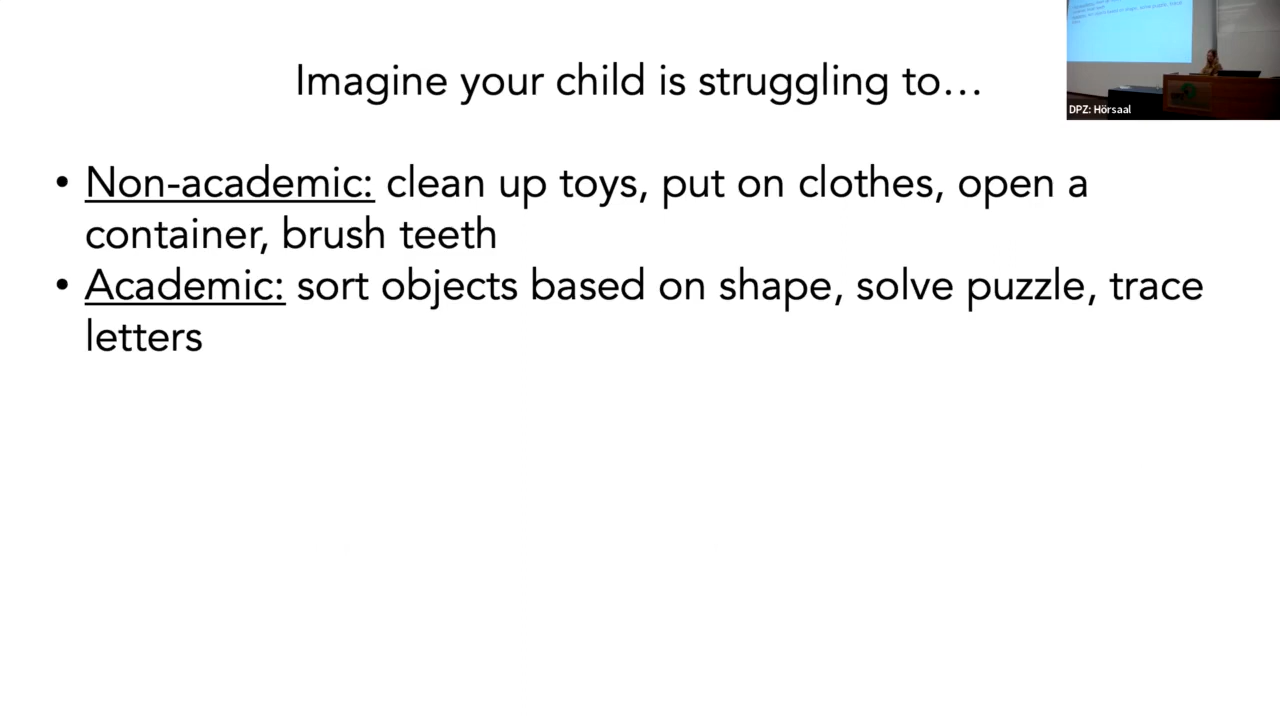 Imagine your child is struggling to…
DPZ: Hörsaal
• Non-academic: clean up toys, put on clothes, open a
container, brush teeth
• Academic: sort objects based on shape, solve puzzle, trace
letters